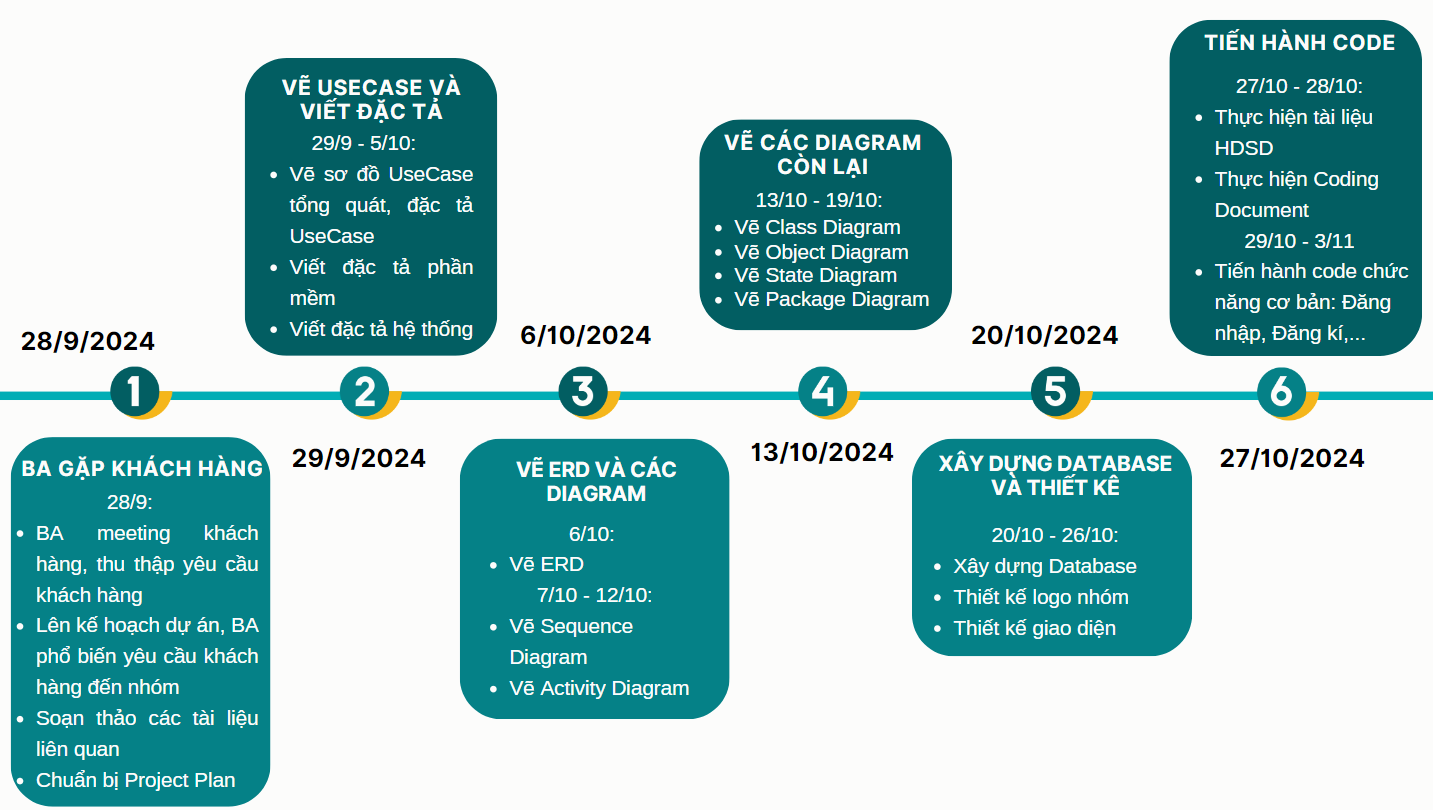 28/9/2024
1
BA GẶP KHÁCH HÀNG
28/9:
• BA meeting khách
hàng, thu thập yêu cầu
khách hàng
• Lên kế hoạch dự án, BA
phổ biến yêu cầu khách
hàng đến nhóm
• Soạn thảo các tài liệu
liên quan
• Chuẩn bị Project Plan
VẼ USECASE VÀ
VIẾT ĐẶC TẢ
29/9 - 5/10:
• Vẽ sơ đồ UseCase
tổng quát, đặc tả
UseCase
• Viết đặc tả phần
mềm
• Viết đặc tả hệ thống
2
29/9/2024
6/10/2024
3
VẼ ERD VÀ CÁC
DIAGRAM
6/10:
• Vẽ ERD
7/10 - 12/10:
• Vẽ Sequence
Diagram
• Vẽ Activity Diagram
VẼ CÁC DIAGRAM
CÒN LẠI
13/10 - 19/10:
• Vẽ Class Diagram
• Vẽ Object Diagram
• Vẽ State Diagram
• Vẽ Package Diagram
4
13/10/2024
20/10/2024
5
XÂY DỰNG DATABASE
VÀ THIẾT KÊ
20/10 - 26/10:
• Xây dựng Database
• Thiết kế logo nhóm
• Thiết kế giao diện
TIẾN HÀNH CODE
27/10 - 28/10:
• Thực hiện tài liệu
HDSD
• Thực hiện Coding
Document
29/10 - 3/11
• Tiến hành code chức
năng cơ bản: Đăng
nhập, Đăng kí,...
6
27/10/2024